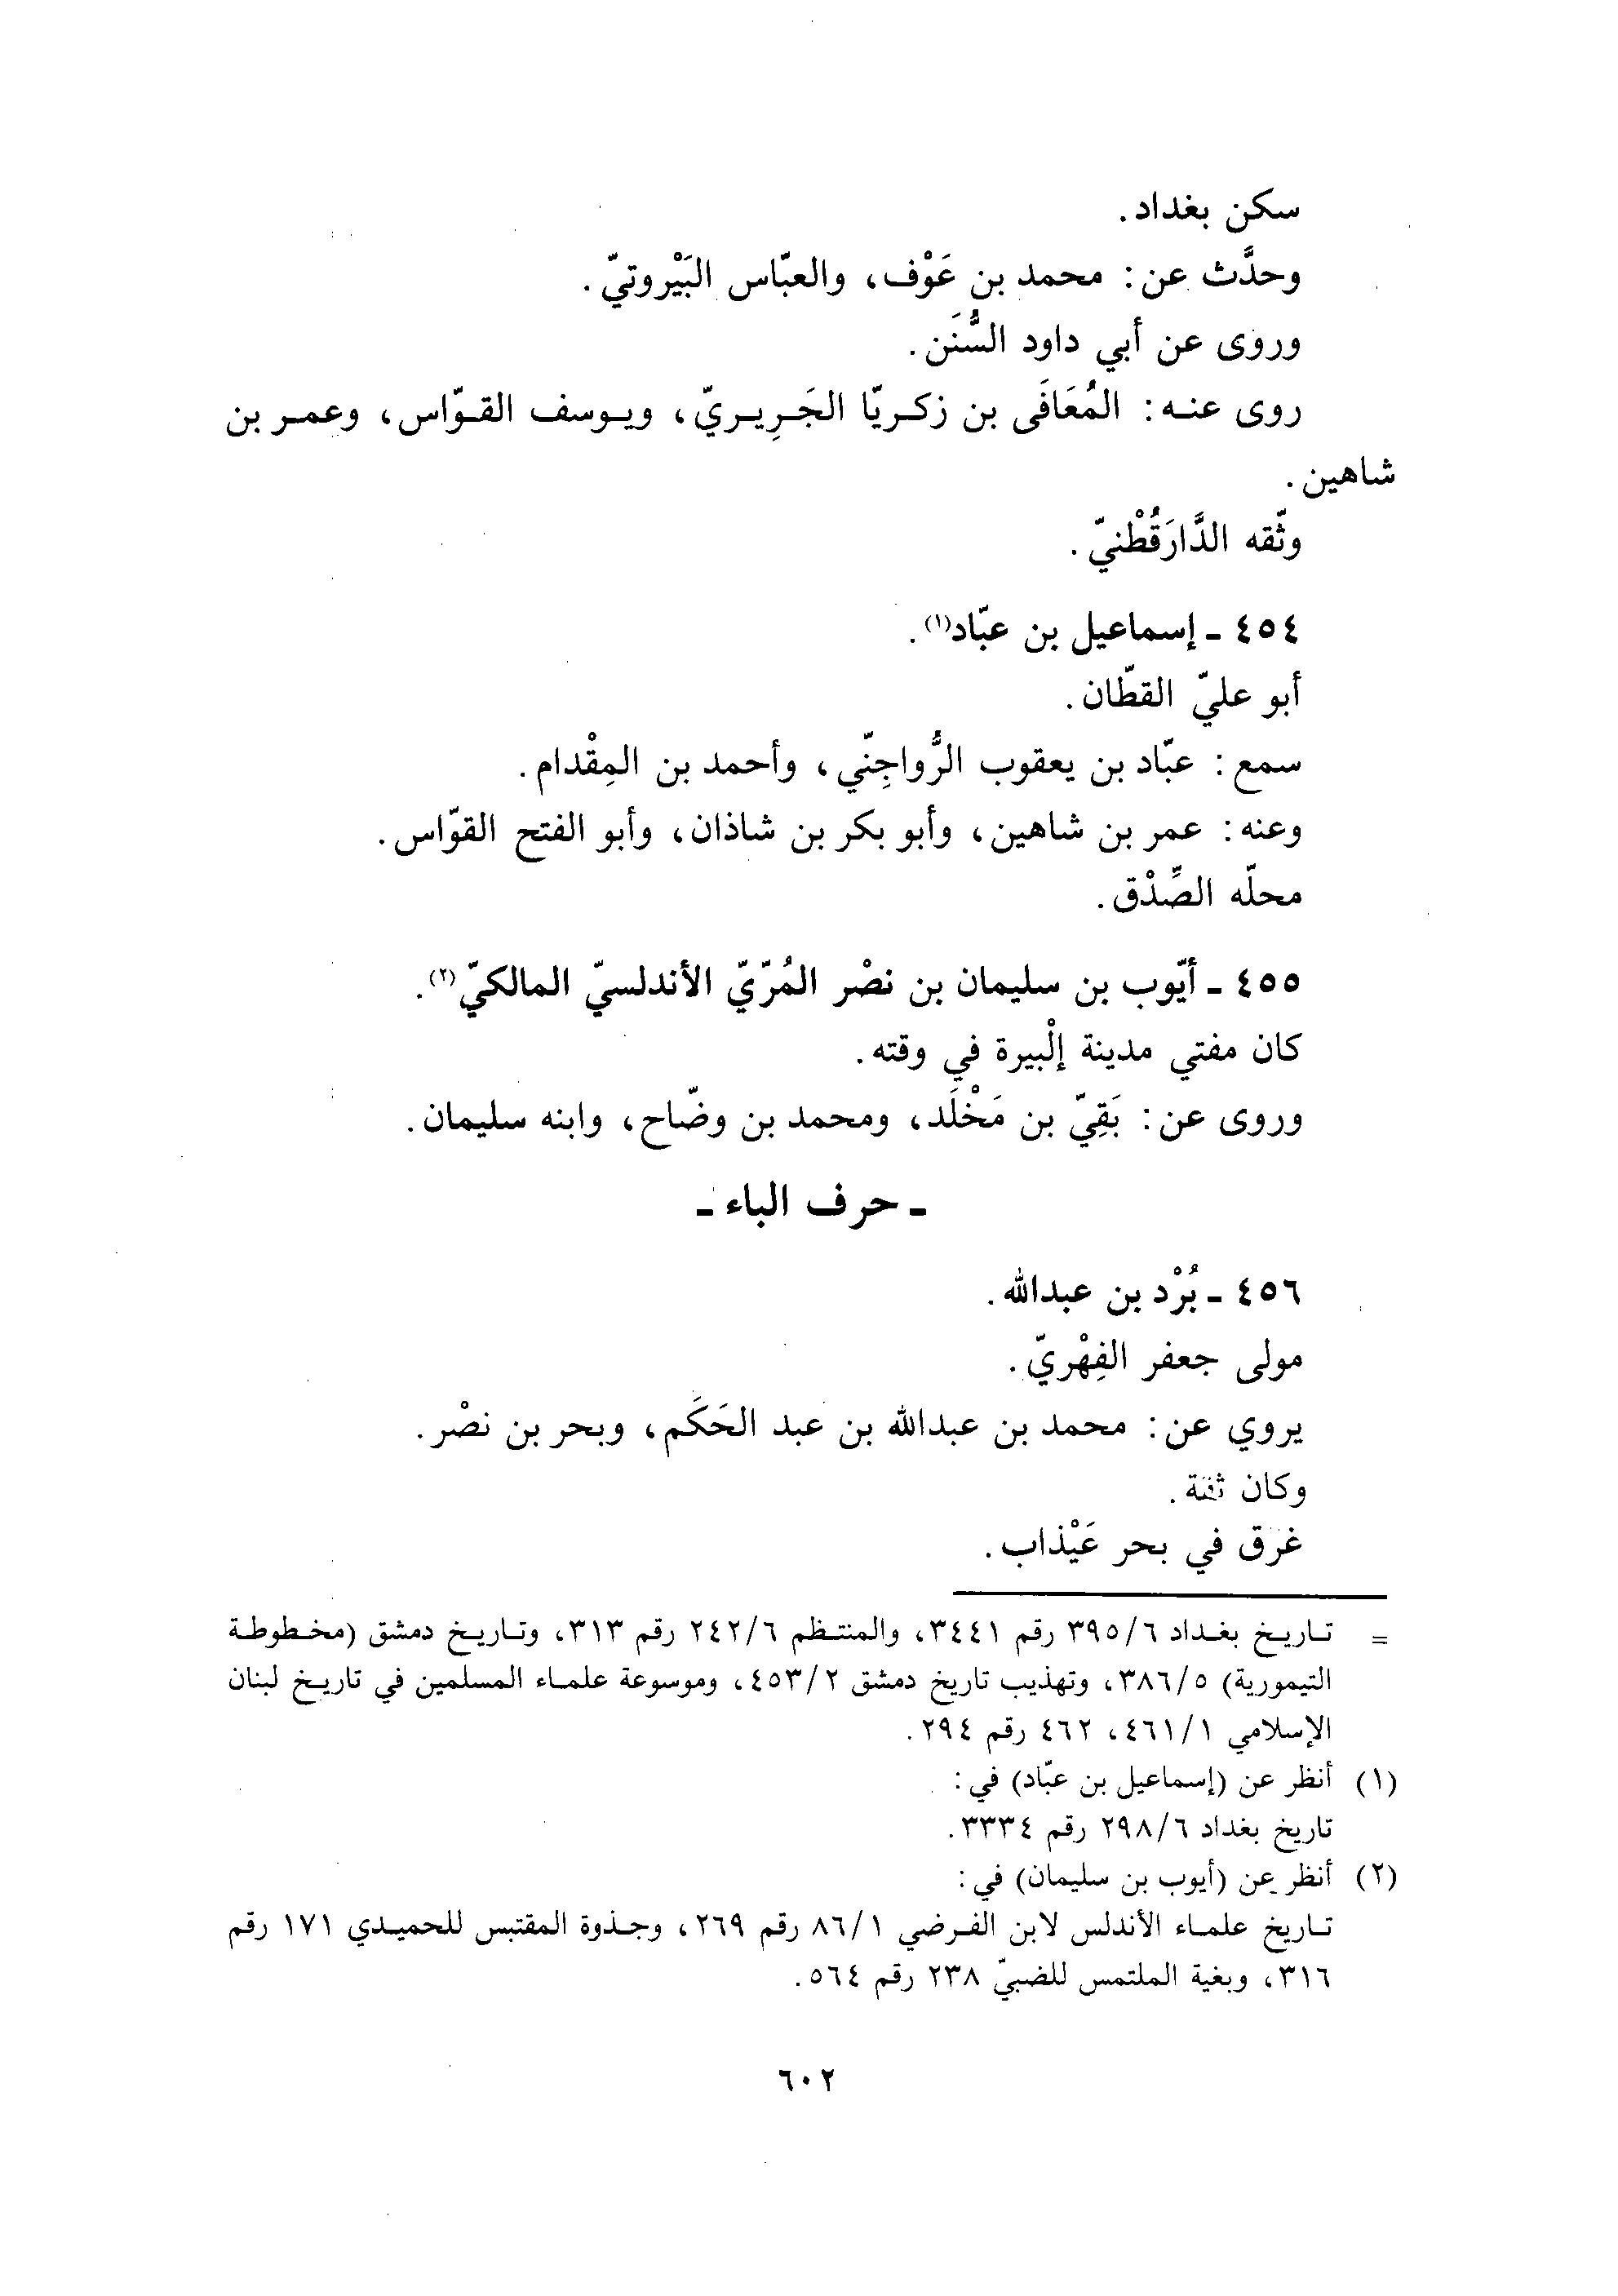 سكن بغداد.
وحدَّث عن: محمد بن عَوْف، والعبّاس البَيْروتيّ.
وروى عن أبي داود السُّنَن.
روى عنه: المُعَافَى بن زكريّا الجَرِيريّ، ويوسف القوّاس، وعمر بن
شاهين.
وثّقه الدَّارَقُطْنيّ.
٤٥٤ ـ إسماعيل بن عبّاد(١).
أبو عليّ القطّان.
سمع: عبّاد بن يعقوب الرُّواجِنّي، وأحمد بن المِقْدام.
وعنه: عمر بن شاهين، وأبو بكر بن شاذان، وأبو الفتح القوّاس.
محلّه الصِّدْق.
٤٥٥ ـ أيّوب بن سليمان بن نصْر المُرّيّ الأندلسيّ المالكيّ(٢).
كان مفتي مدينة إلْبيرة في وقته.
وروى عن: بَقِيّ بن مَخْلَد، ومحمد بن وضّاح، وابنه سليمان.
ـ حرف الباء ـ
٤٥٦ ـ بُرْد بن عبدالله.
مولى جعفر الفِهْريّ.
يروي عن: محمد بن عبدالله بن عبد الحَكَم، وبحر بن نصْر.
وكان ثقة.
غرق في بحر عَيْذاب.
= تاريخ بغداد ٣٩٥/٦ رقم ٣٤٤١، والمنتظم ٢٤٢/٦ رقم ٣١٣، وتاريخ دمشق (مخطوطة
التيمورية) ٣٨٦/٥، وتهذيب تاريخ دمشق ٤٥٣/٢، وموسوعة علماء المسلمين في تاريخ لبنان
الإسلامي ٤٦١/١، ٤٦٢ رقم ٢٩٤.
(١) أنظر عن (إسماعيل بن عبّاد) في:
تاريخ بغداد ٢٩٨/٦ رقم ٣٣٣٤.
(٢) أنظر عن (أيوب بن سليمان) في:
تاريخ علماء الأندلس لابن الفرضي ٨٦/١ رقم ٢٦٩، وجذوة المقتبس للحميدي ١٧١ رقم
٣١٦، وبغية الملتمس للضبيّ ٢٣٨ رقم ٥٦٤.
٦٠٢